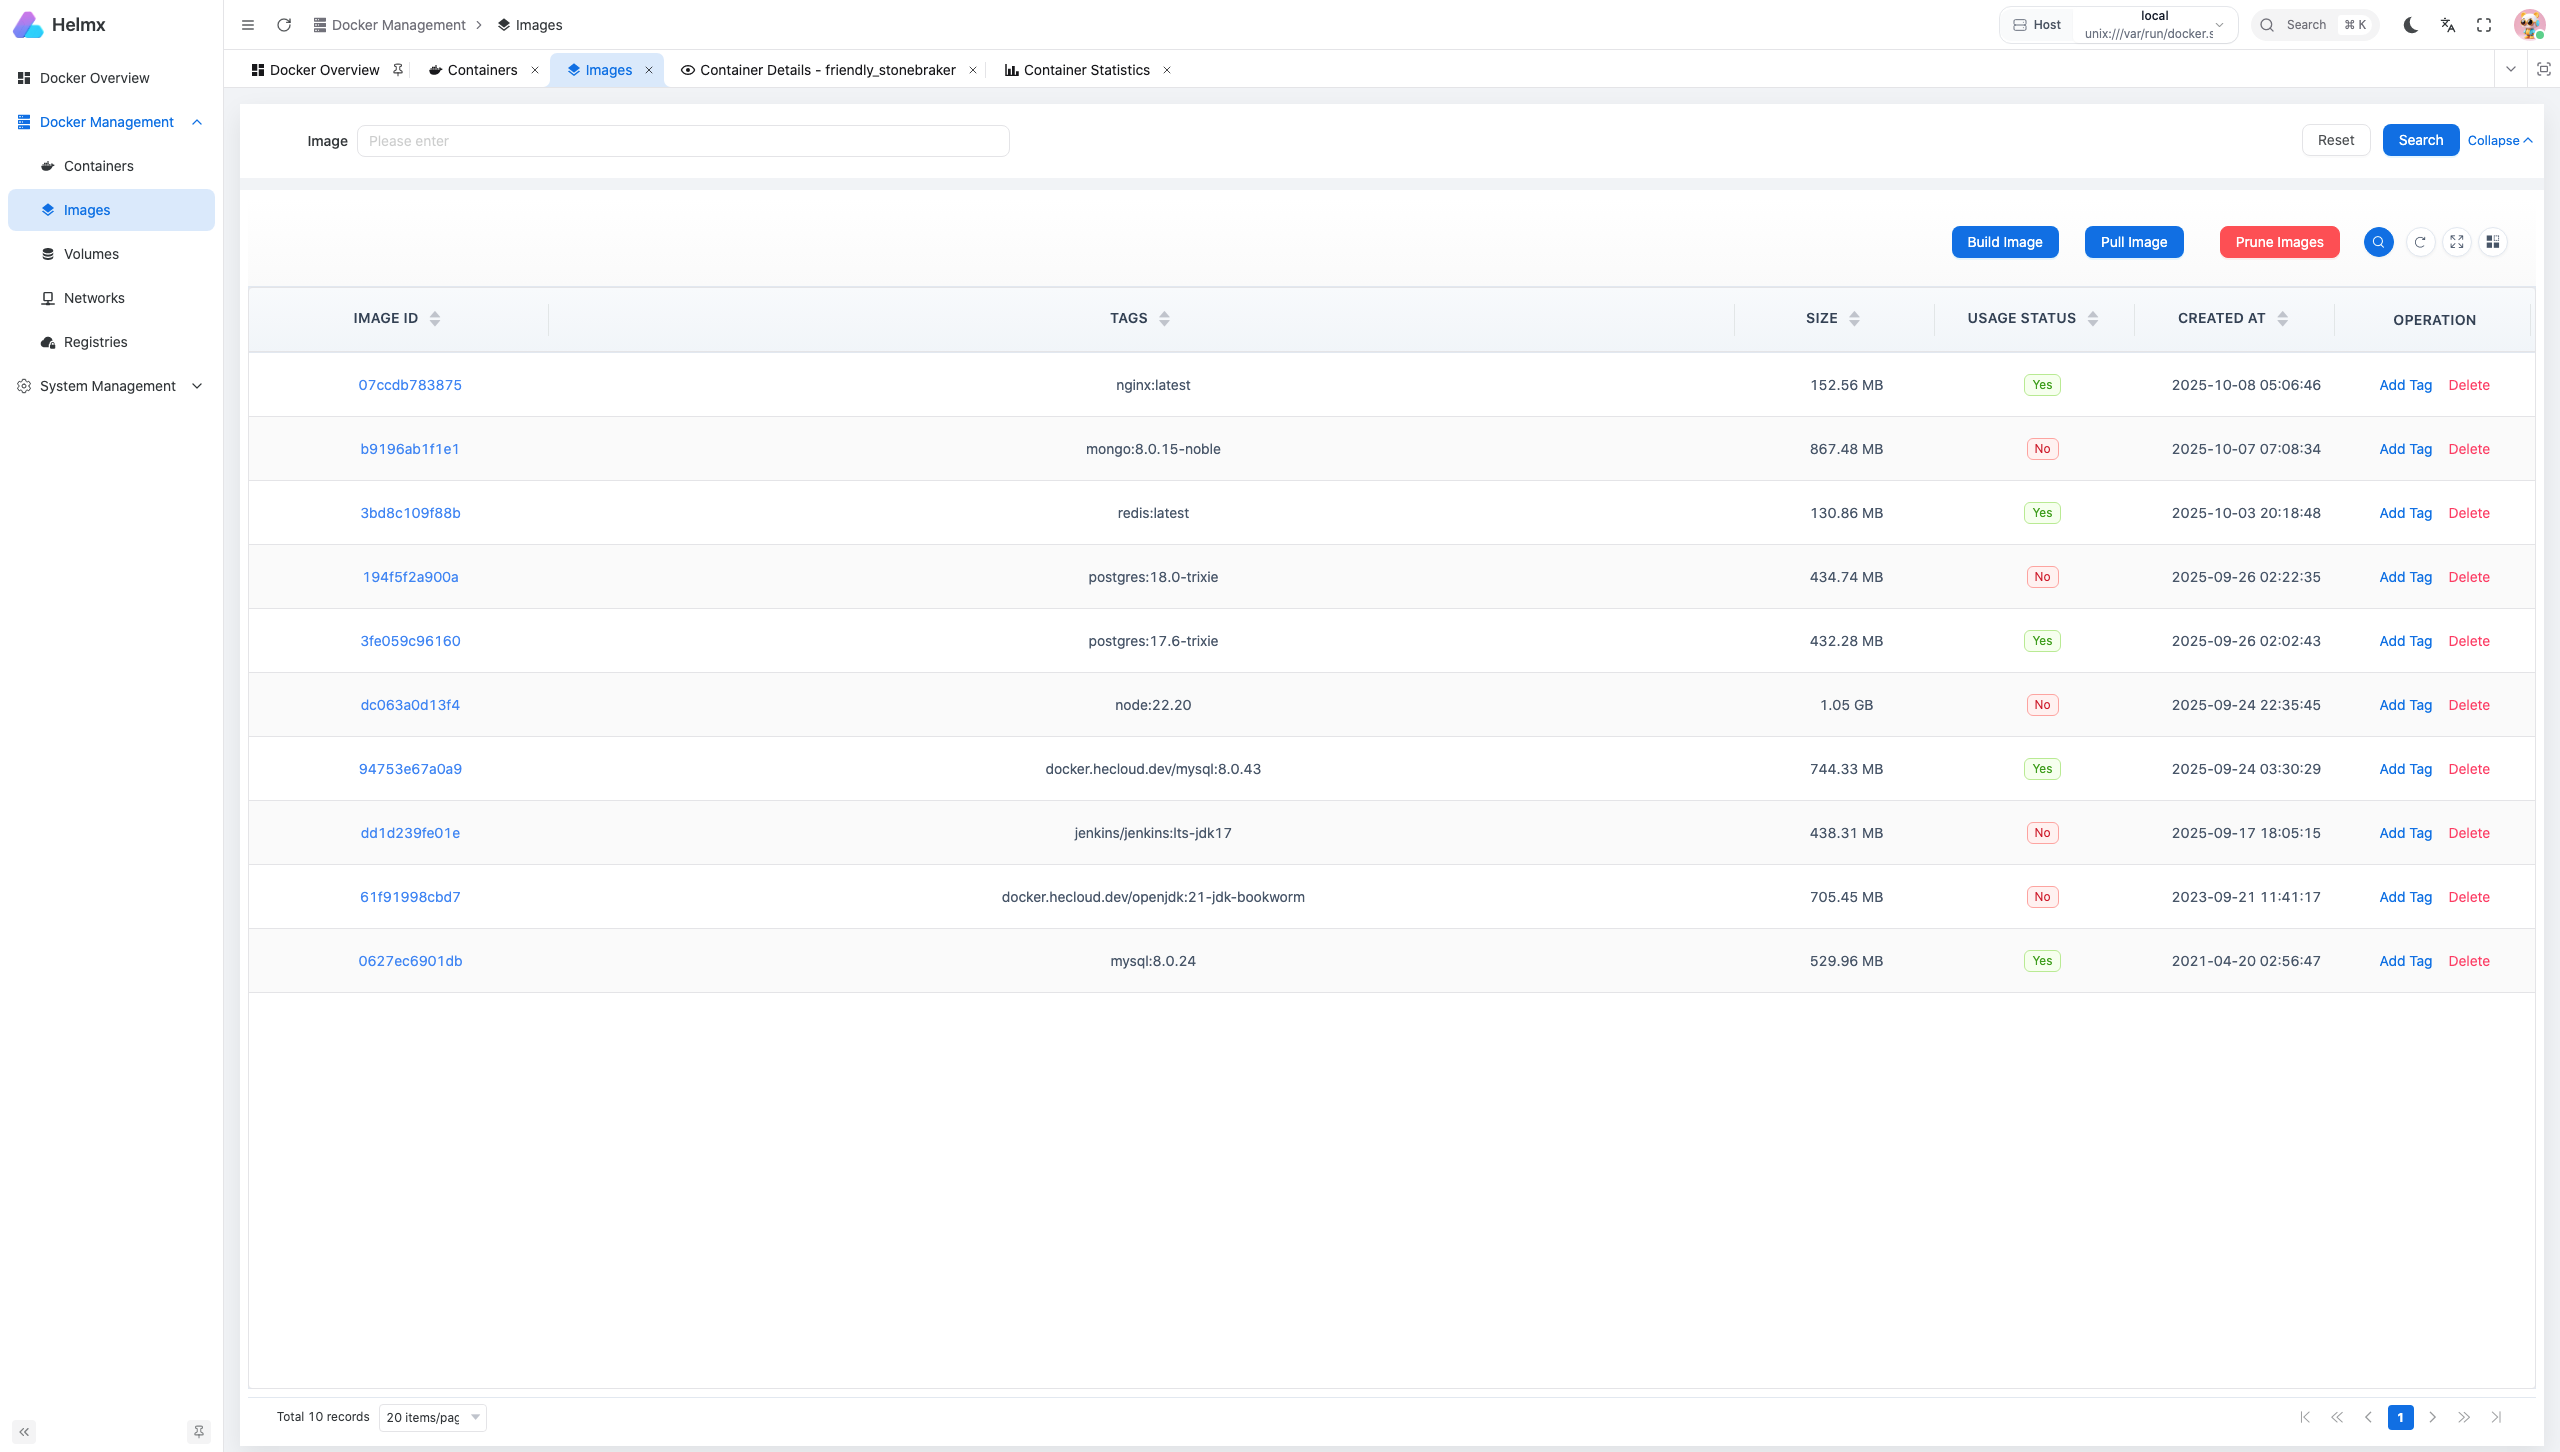 Helmx
Docker Management
Images
Host
local
unix:///var/run/docker.s
Search
⌘ K
Docker Overview
Docker Management
Containers
Images
Volumes
Networks
Registries
System Management
Docker Overview
Containers
Images
Container Details - friendly_stonebraker
Container Statistics
Image
Please enter
Reset
Search
Collapse
Build Image
Pull Image
Prune Images
IMAGE ID TAGS SIZE USAGE STATUS CREATED AT OPERATION
07ccdb783875 nginx:latest 152.56 MB Yes 2025-10-08 05:06:46 Add Tag Delete
b9196ab1f1e1 mongo:8.0.15-noble 867.48 MB No 2025-10-07 07:08:34 Add Tag Delete
3bd8c109f88b redis:latest 130.86 MB Yes 2025-10-03 20:18:48 Add Tag Delete
194f5f2a900a postgres:18.0-trixie 434.74 MB No 2025-09-26 02:22:35 Add Tag Delete
3fe059c96160 postgres:17.6-trixie 432.28 MB Yes 2025-09-26 02:02:43 Add Tag Delete
dc063a0d13f4 node:22.20 1.05 GB No 2025-09-24 22:35:45 Add Tag Delete
94753e67a0a9 docker.hecloud.dev/mysql:8.0.43 744.33 MB Yes 2025-09-24 03:30:29 Add Tag Delete
dd1d239fe01e jenkins/jenkins:lts-jdk17 438.31 MB No 2025-09-17 18:05:15 Add Tag Delete
61f91998cbd7 docker.hecloud.dev/openjdk:21-jdk-bookworm 705.45 MB No 2023-09-21 11:41:17 Add Tag Delete
0627ec6901db mysql:8.0.24 529.96 MB Yes 2021-04-20 02:56:47 Add Tag Delete
Total 10 records
20 items/pag
1